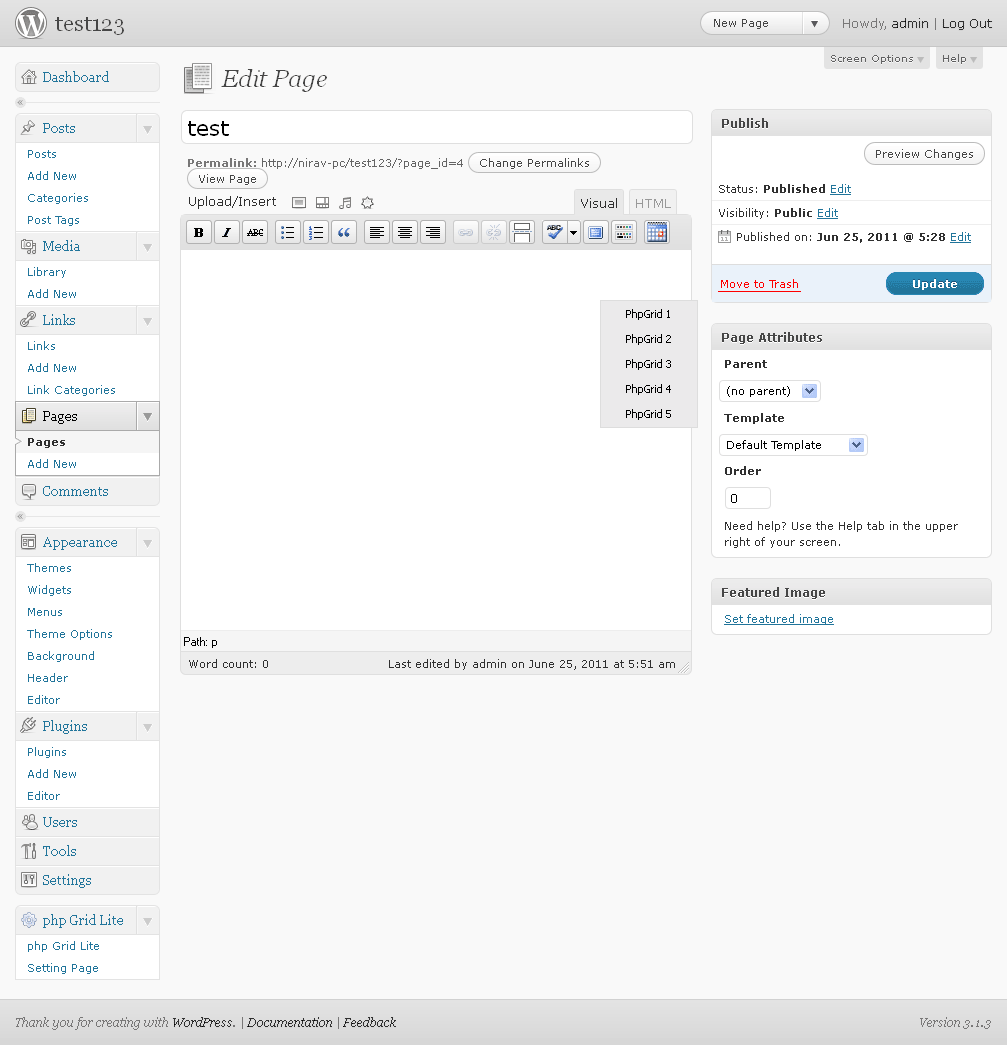 test123
New Page
Howdy, admin | Log Out
Screen Options
Help
Dashboard
Posts
Posts
Add New
Categories
Post Tags
Media
Library
Add New
Links
Links
Add New
Link Categories
Pages
Pages
Add New
Comments
Appearance
Themes
Widgets
Menus
Theme Options
Background
Header
Editor
Plugins
Plugins
Add New
Editor
Users
Tools
Settings
php Grid Lite
php Grid Lite
Setting Page
Edit Page
test
Permalink: http://nirav-pc/test123/?page_id=4 Change Permalinks
View Page
Upload/Insert
Visual
HTML
B I ABC ABC
PhpGrid 1
PhpGrid 2
PhpGrid 3
PhpGrid 4
PhpGrid 5
Path: p
Word count: 0
Last edited by admin on June 25, 2011 at 5:51 am
Publish
Preview Changes
Status: Published Edit
Visibility: Public Edit
Published on: Jun 25, 2011 @ 5:28 Edit
Move to Trash
Update
Page Attributes
Parent
(no parent)
Template
Default Template
Order
0
Need help? Use the Help tab in the upper
right of your screen.
Featured Image
Set featured image
Thank you for creating with WordPress. | Documentation | Feedback
Version 3.1.3